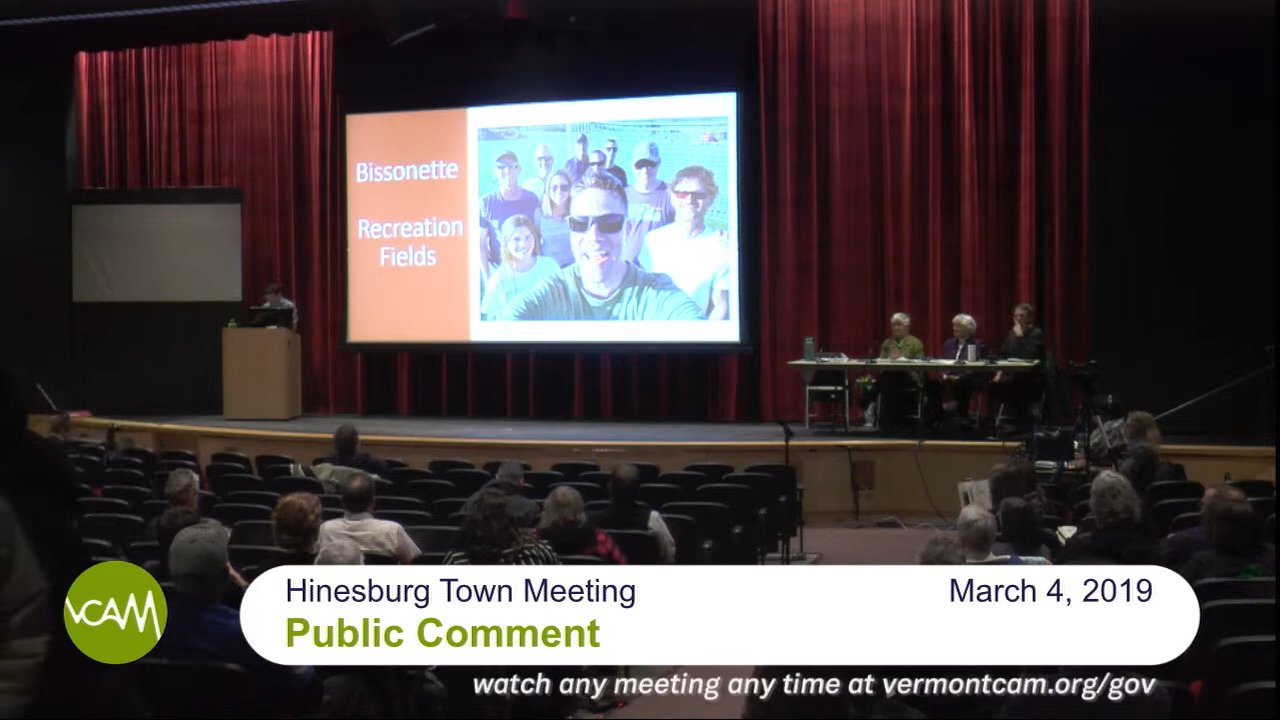 Bissonette
Recreation
Fields
VCAM
Hinesburg Town Meeting
March 4, 2019
Public Comment
watch any meeting any time at vermontcam.org/gov